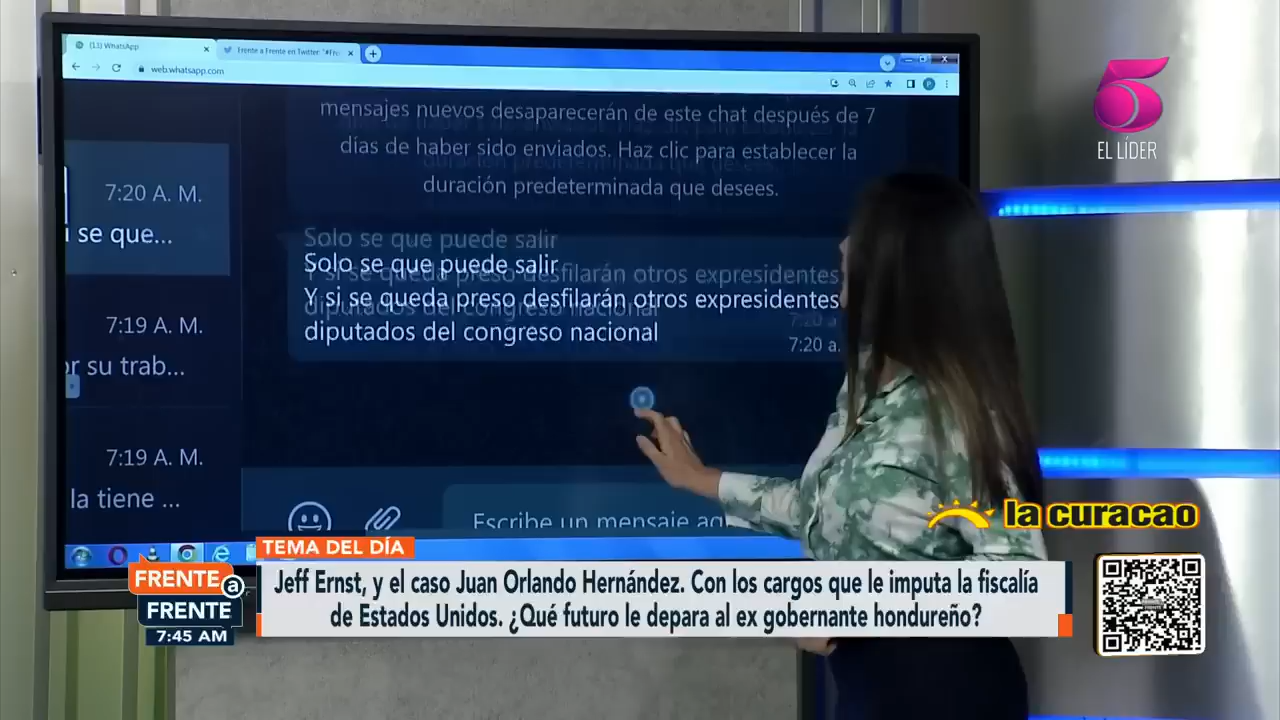 (11) WhatsApp
Frente a Frente en Twitter: "#Fre
web.whatsapp.com
mensajes nuevos desaparecerán de este chat después de 7
días de haber sido enviados. Haz clic para establecer la
duración predeterminada que desees.
7:20 A. M.
i se que...
7:19 A. M.
or su trab...
7:19 A. M.
la tiene ...
Solo se que puede salir
Solo se que puede salir
Y si se queda preso desfilarán otros expresidentes
Y si se queda preso desfilarán otros expresidentes
diputados del congreso nacional
diputados del congreso nacional
7:20 a
7:20 a.
Escribe un mensaje aq
5
EL LÍDER
la curacao
TEMA DEL DÍA
FRENTE a
FRENTE
7:45 AM
Jeff Ernst, y el caso Juan Orlando Hernández. Con los cargos que le imputa la fiscalía
de Estados Unidos. ¿Qué futuro le depara al ex gobernante hondureño?